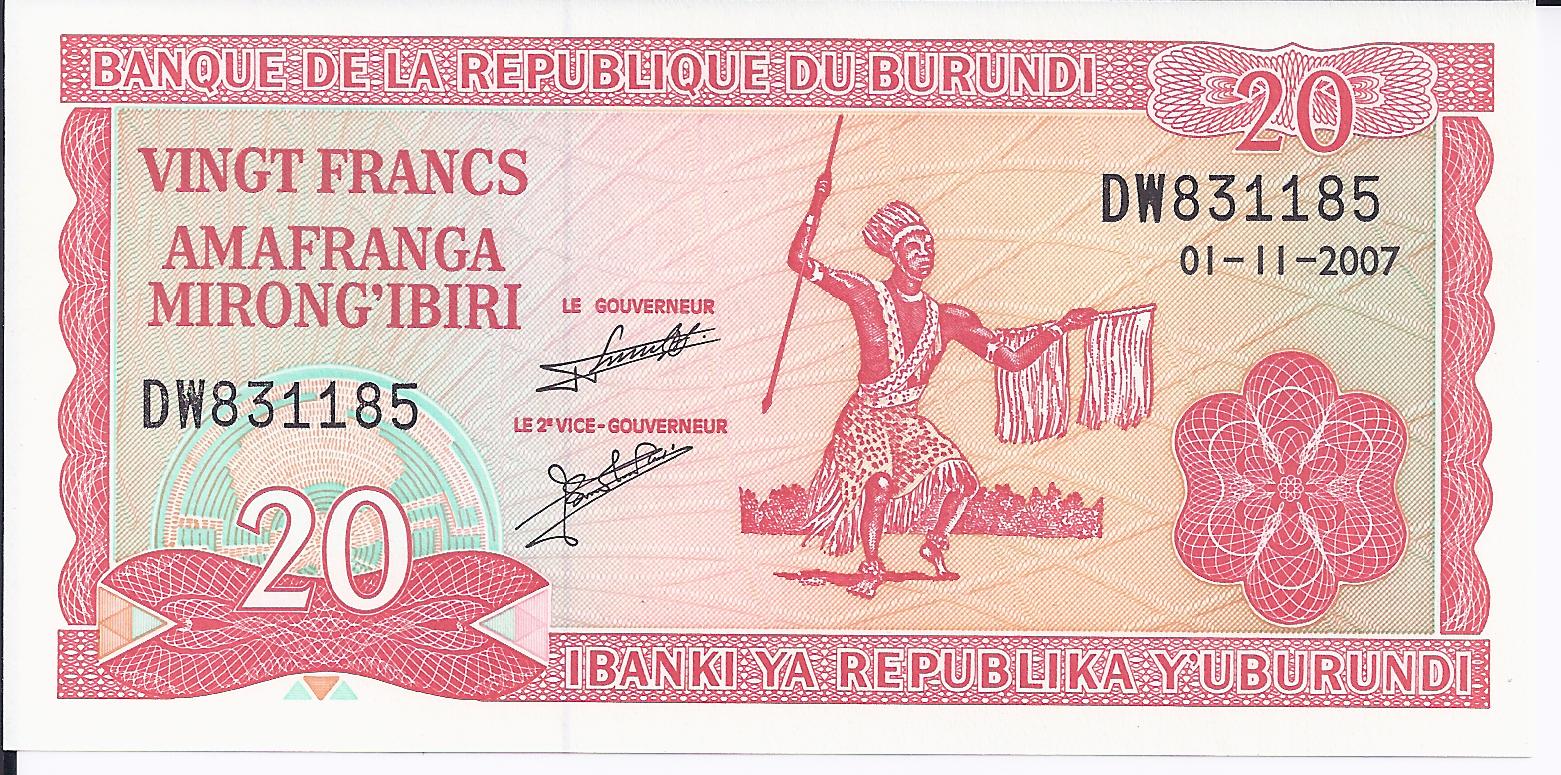 BANQUE DE LA REPUBLIQUE DU BURUNDI
20
VINGT FRANCS
AMAFRANGA
MIRONG'IBIRI
DW831185
01-11-2007
LE GOUVERNEUR
DW831185
LE 2e VICE-GOUVERNEUR
20
IBANKI YA REPUBLIKA Y'UBURUNDI